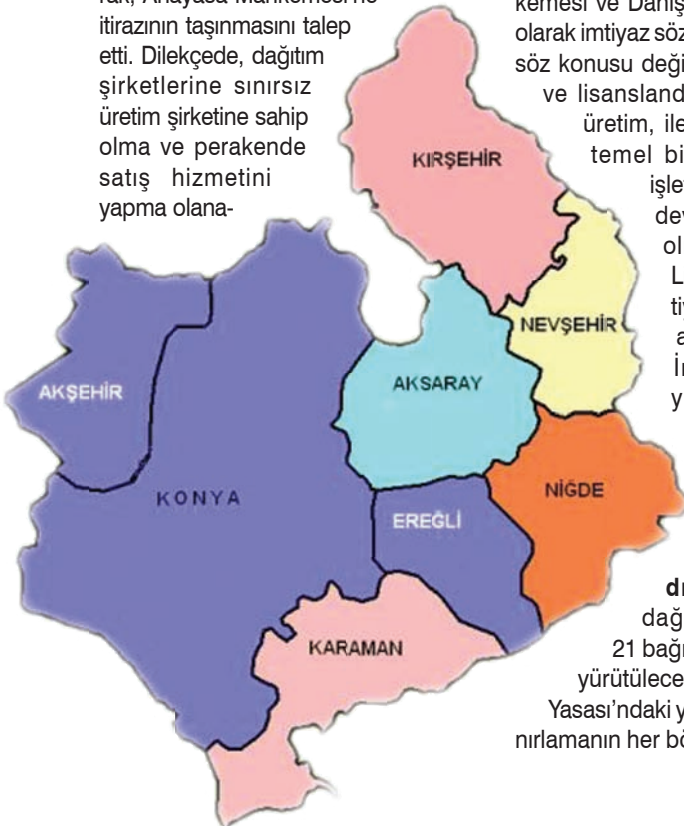 rak, Anayasa Mahkemesi'ne
itirazının taşınmasını talep
etti. Dilekçede, dağıtım
şirketlerine sınırsız
üretim şirketine sahip
olma ve perakende
satış hizmetini
yapma olana-
kemesi ve Danış
olarak imtiyaz söz
söz konusu deği
ve lisansland
üretim, ile
temel bi
işle
dev
ol
L
tiy
a
İr
y
KIRŞEHİR
NEVŞEHİR
AKSARAY
AKŞEHİR
KONYA
EREĞLİ
NİĞDE
KARAMAN
dı
dağ
21 bağı
yürütülece
Yasası'ndaki y
nırlamanın her bö